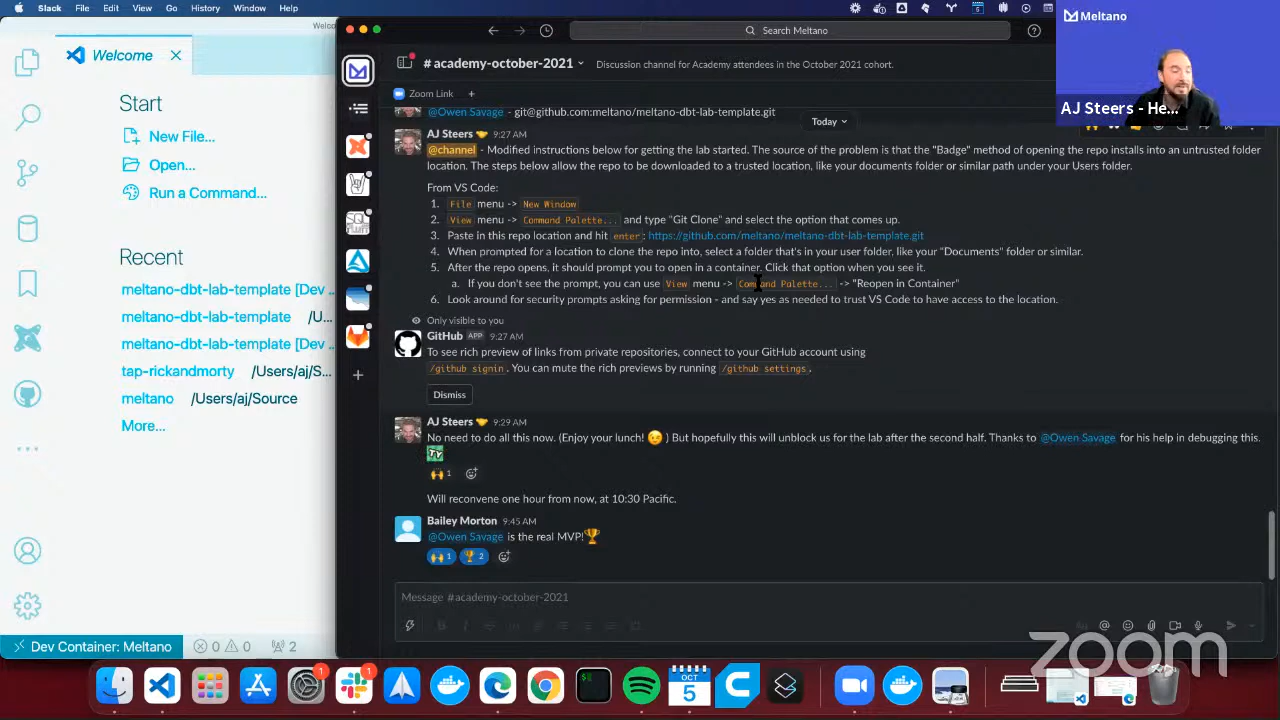 Slack File Edit View Go History Window Help
Meltano
Welcome
Start
New File...
Open...
Run a Command...
Recent
meltano-dbt-lab-template [Dev ..
meltano-dbt-lab-template /U...
meltano-dbt-lab-template [Dev ..
tap-rickandmorty /Users/aj/S...
meltano /Users/aj/Source
More...
Dev Container: Meltano 0 0 2
Search Meltano
# academy-october-2021
Discussion channel for Academy attendees in the October 2021 cohort.
Zoom Link +
@Owen Savage - git@github.com:meltano/meltano-dbt-lab-template.git
Today
AJ Steers 9:27 AM
@channel - Modified instructions below for getting the lab started. The source of the problem is that the "Badge" method of opening the repo installs into an untrusted folder
location. The steps below allow the repo to be downloaded to a trusted location, like your documents folder or similar path under your Users folder.
From VS Code:
1. File menu -> New Window
2. View menu -> Command Palette... and type "Git Clone" and select the option that comes up.
3. Paste in this repo location and hit enter: https://github.com/meltano/meltano-dbt-lab-template.git
4. When prompted for a location to clone the repo into, select a folder that's in your user folder, like your "Documents" folder or similar.
5. After the repo opens, it should prompt you to open in a container. Click that option when you see it.
a. If you don't see the prompt, you can use View menu -> Command Palette... -> "Reopen in Container"
6. Look around for security prompts asking for permission - and say yes as needed to trust VS Code to have access to the location.
Only visible to you
GitHub APP 9:27 AM
To see rich preview of links from private repositories, connect to your GitHub account using
/github signin. You can mute the rich previews by running /github settings.
Dismiss
AJ Steers 9:29 AM
No need to do all this now. (Enjoy your lunch! ) But hopefully this will unblock us for the lab after the second half. Thanks to @Owen Savage for his help in debugging this.
TY
1
Will reconvene one hour from now, at 10:30 Pacific.
Bailey Morton 9:45 AM
@Owen Savage is the real MVP!
1 2
Message #academy-october-2021
AJ Steers - He...
zoom
1
1
OCT
5